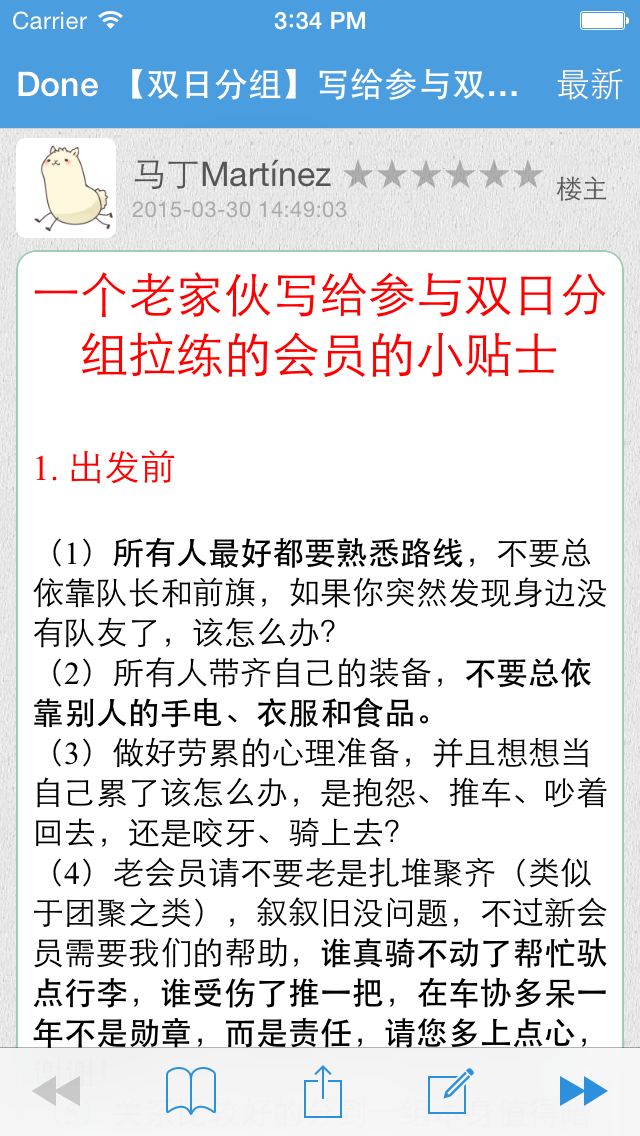 Carrier 3:34 PM
Done 【双日分组】写给参与双... 最新
马丁Martínez ★★★★★★ 楼主
2015-03-30 14:49:03
一个老家伙写给参与双日分
组拉练的会员的小贴士
1. 出发前
（1）所有人最好都要熟悉路线，不要总
依靠队长和前旗，如果你突然发现身边没
有队友了，该怎么办？
（2）所有人带齐自己的装备，不要总依
靠别人的手电、衣服和食品。
（3）做好劳累的心理准备，并且想想当
自己累了该怎么办，是抱怨、推车、吵着
回去，还是咬牙、骑上去？
（4）老会员请不要老是扎堆聚齐（类似
于团聚之类），叙叙旧没问题，不过新会
员需要我们的帮助，谁真骑不动了帮忙驮
点行李，谁受伤了推一把，在车协多呆一
年不是勋章，而是责任，请您多上点心，